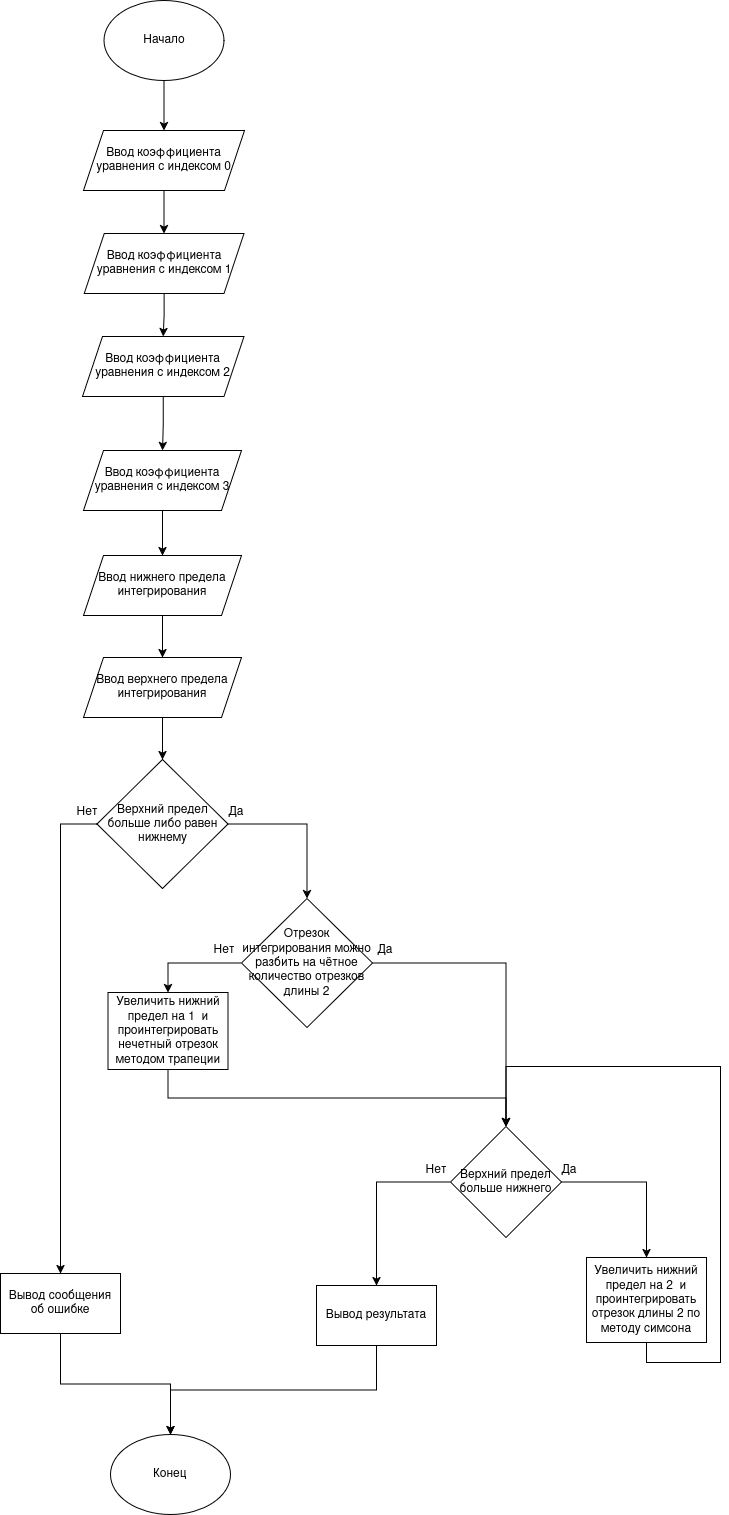 Начало
Ввод коэффициента
уравнения с индексом 0
Ввод коэффициента
уравнения с индексом 1
Ввод коэффициента
уравнения с индексом 2
Ввод коэффициента
уравнения с индексом 3
Ввод нижнего предела
интегрирования
Ввод верхнего предела
интегрирования
Нет
Верхний предел
больше либо равен
нижнему
Да
Нет
Отрезок
интегрирования можно
разбить на чётное
количество отрезков
длины 2
Да
Увеличить нижний
предел на 1 и
проинтегрировать
нечетный отрезок
методом трапеции
Нет
Верхний предел
больше нижнего
Да
Вывод сообщения
об ошибке
Вывод результата
Увеличить нижний
предел на 2 и
проинтегрировать
отрезок длины 2 по
методу симсона
Конец